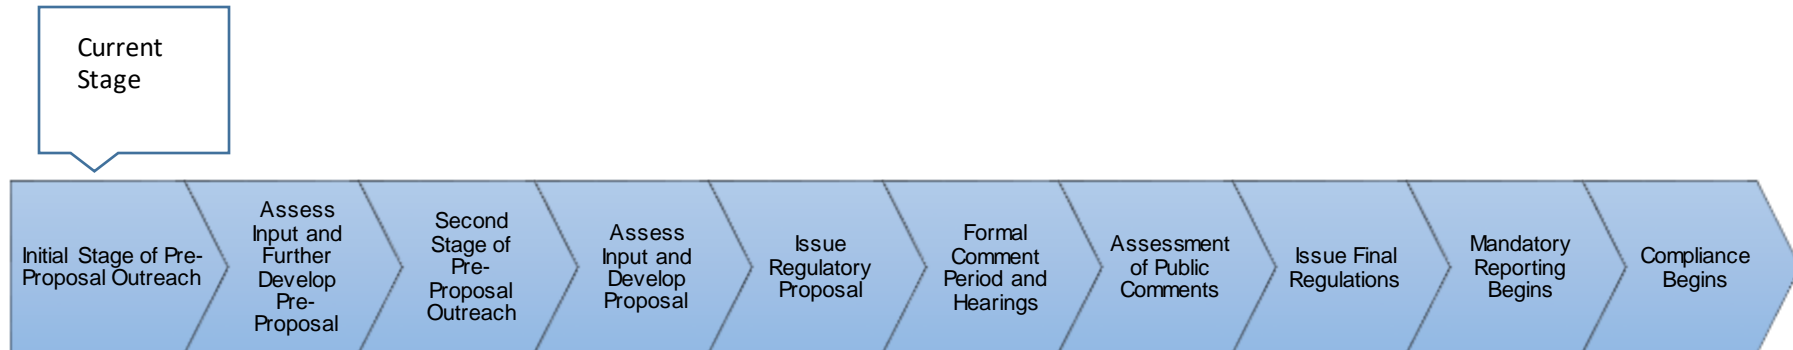 Current
Stage
Initial Stage of Pre-
Proposal Outreach
Assess
Input and
Further
Develop
Pre-
Proposal
Second
Stage of
Pre-
Proposal
Outreach
Assess
Input and
Develop
Proposal
Issue
Regulatory
Proposal
Formal
Comment
Period and
Hearings
Assessment
of Public
Comments
Issue Final
Regulations
Mandatory
Reporting
Begins
Compliance
Begins